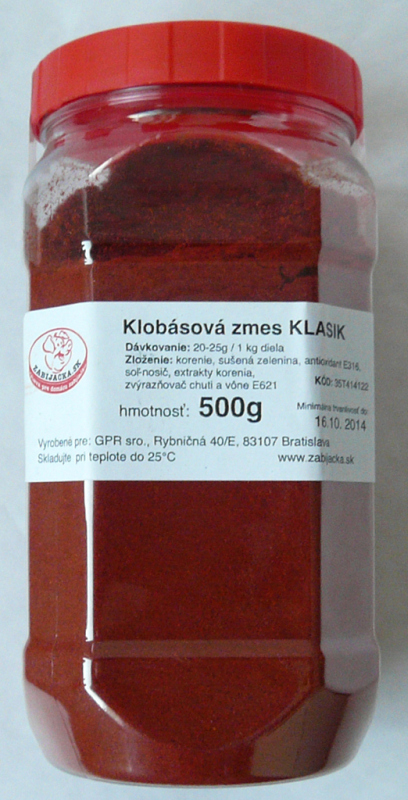 Klobásová zmes KLASIK
Dávkovanie: 20-25g / 1 kg diela
Zloženie: korenie, sušená zelenina, antioxidant E316,
soľ-nosič, extrakty korenia,
zvýrazňovač chuti a vône E621
KÓD: 35T414122
hmotnosť: 500g
Minimálna trvanlivosť do:
16.10. 2014
Vyrobené pre: GPR sro., Rybničná 40/E, 83107 Bratislava
Skladujte pri teplote do 25°C
www.zabijacka.sk
ZABIJACKA.SK